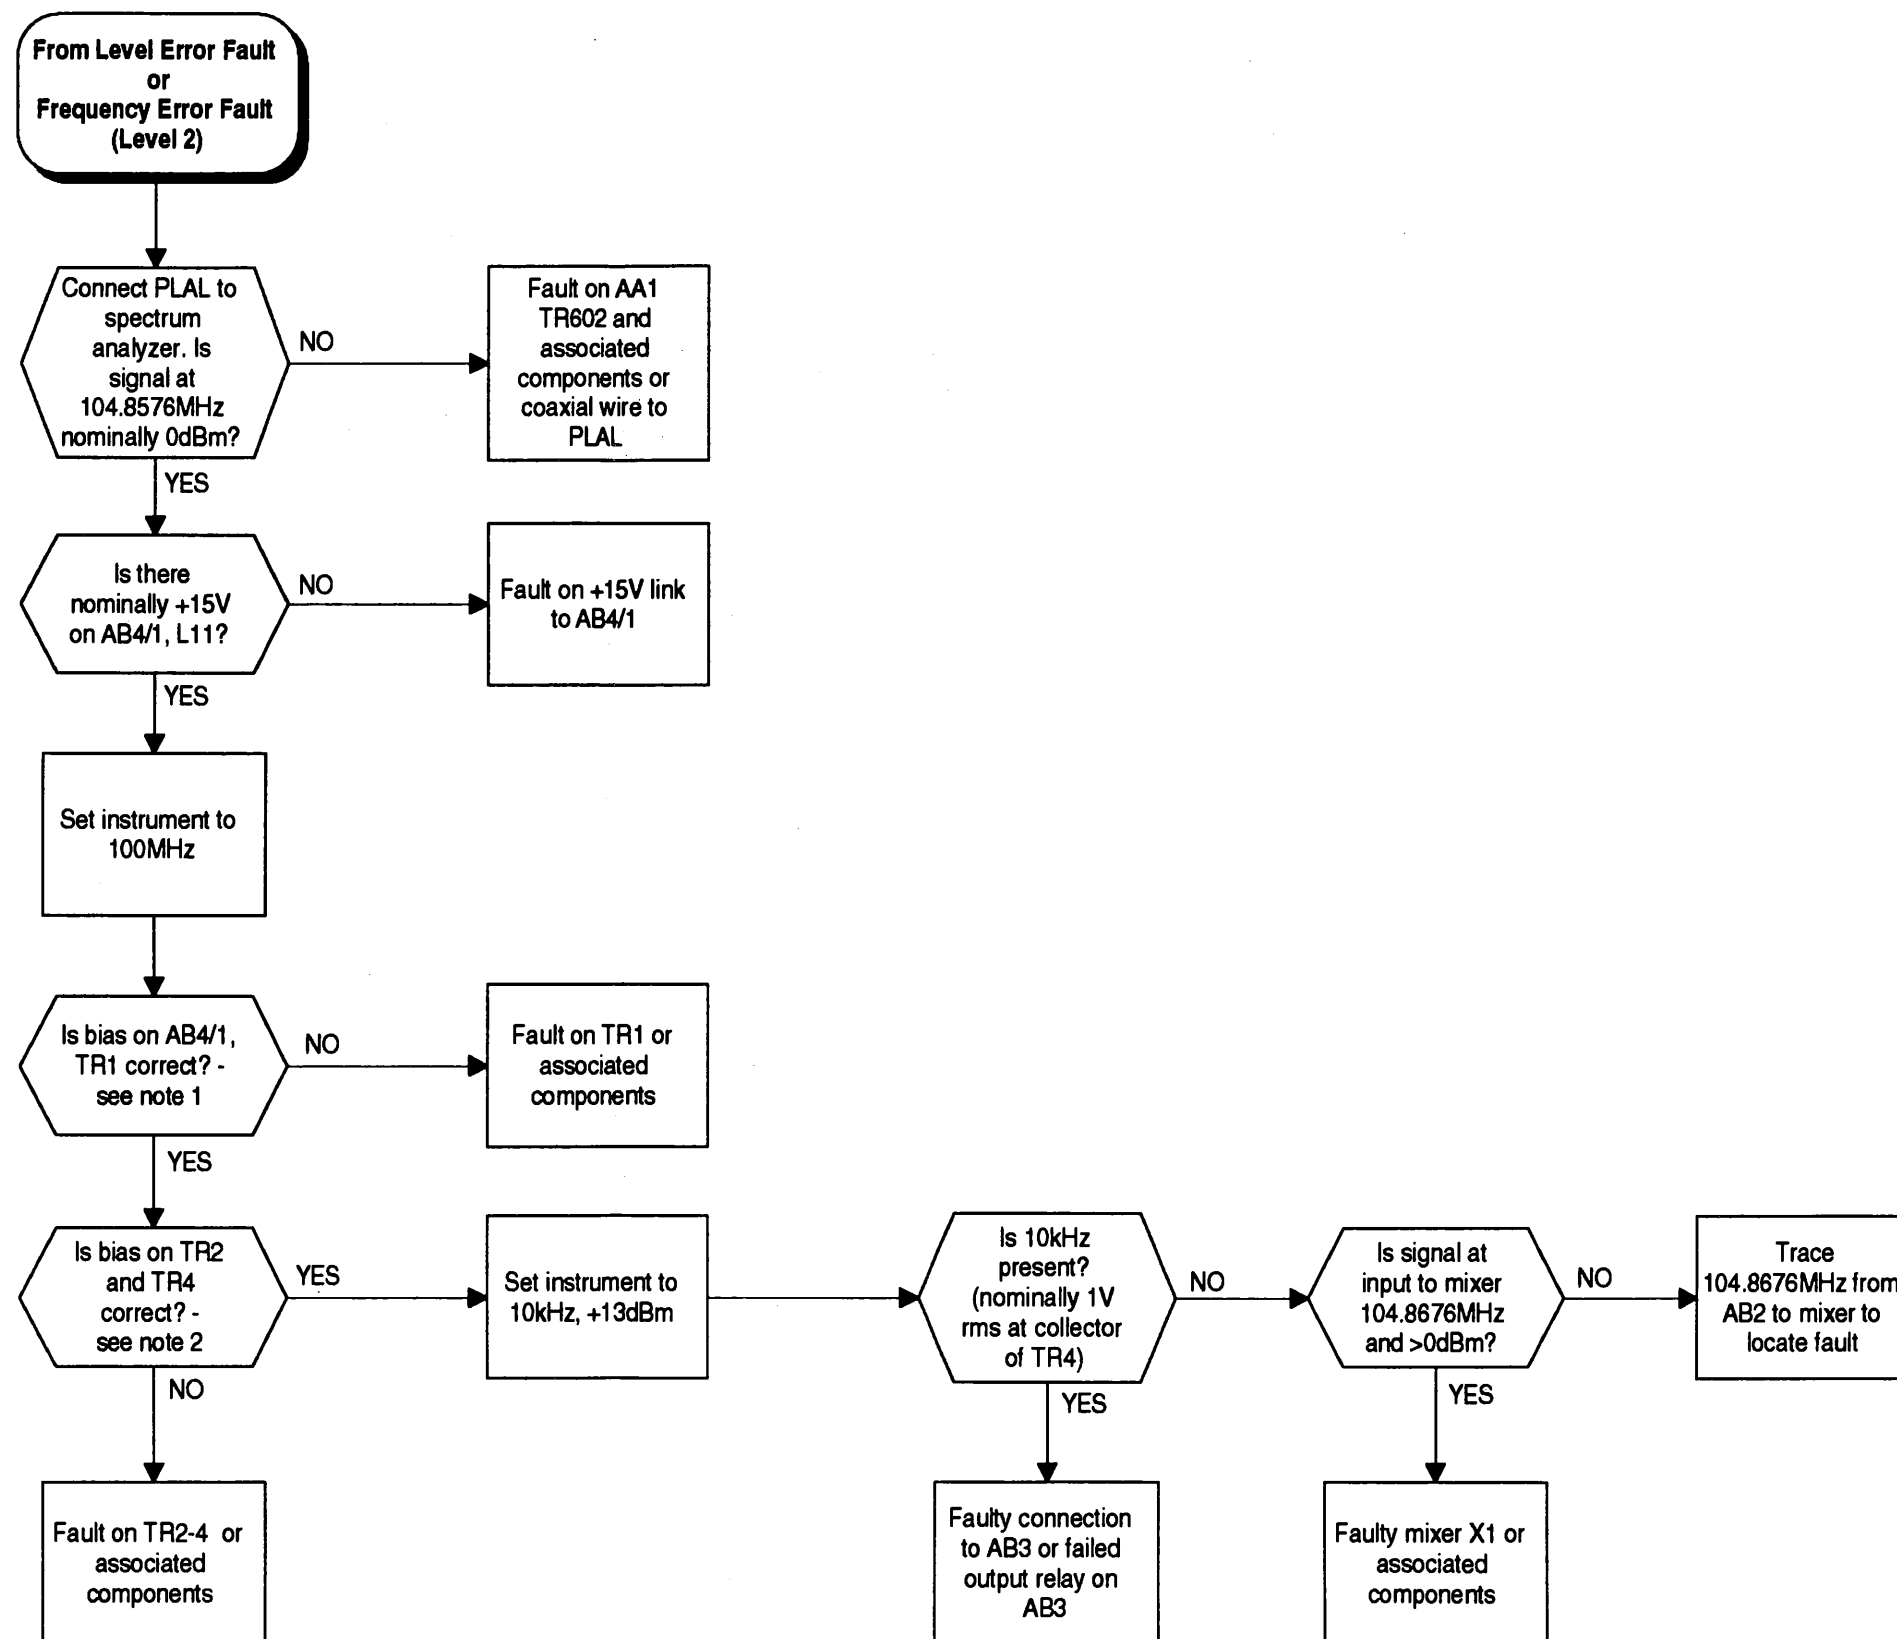 From Level Error Fault
or
Frequency Error Fault
(Level 2)
Connect PLAL to
spectrum
analyzer. Is
signal at
104.8576MHz
nominally 0dBm?
NO
Fault on AA1
TR602 and
associated
components or
coaxial wire to
PLAL
YES
Is there
nominally +15V
on AB4/1, L11?
NO
Fault on +15V link
to AB4/1
YES
Set instrument to
100MHz
Is bias on AB4/1,
TR1 correct? -
see note 1
NO
Fault on TR1 or
associated
components
YES
Is bias on TR2
and TR4
correct? -
see note 2
YES
Set instrument to
10kHz, +13dBm
Is 10kHz
present?
(nominally 1V
rms at collector
of TR4)
NO
Is signal at
input to mixer
104.8676MHz
and >0dBm?
NO
Trace
104.8676MHz from
AB2 to mixer to
locate fault
NO
Fault on TR2-4 or
associated
components
YES
Faulty connection
to AB3 or failed
output relay on
AB3
YES
Faulty mixer X1 or
associated
components